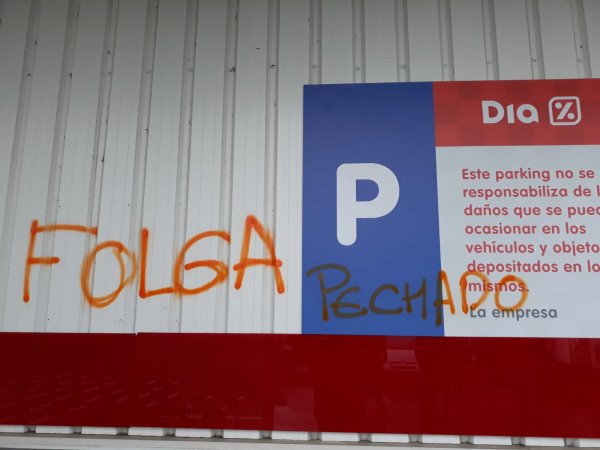 Dia %
P
Este parking no se
responsabiliza de l
daños que se pued
ocasionar en los
vehículos y objeto
depositados en lo
mismos.
La empresa
FOLGA
PECHADO